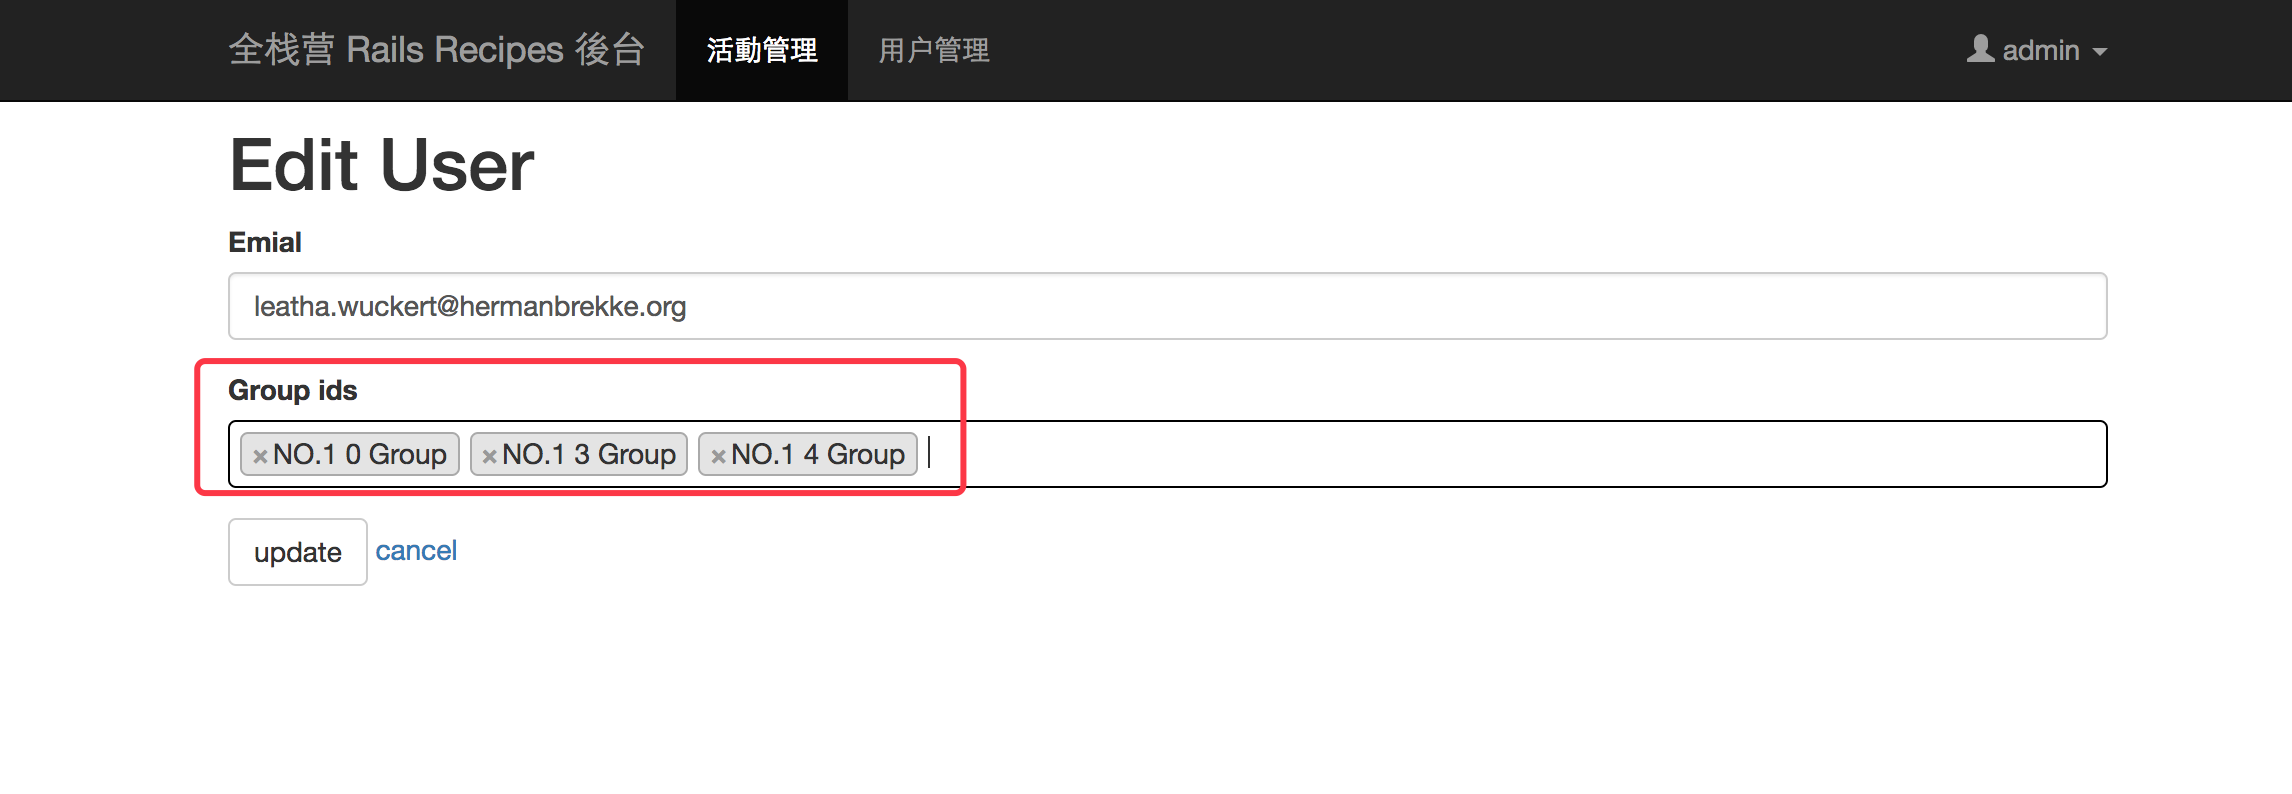 全栈营 Rails Recipes 後台 活動管理 用户管理 admin
Edit User
Emial
leatha.wuckert@hermanbrekke.org
Group ids
×NO.1 0 Group ×NO.1 3 Group ×NO.1 4 Group
update cancel